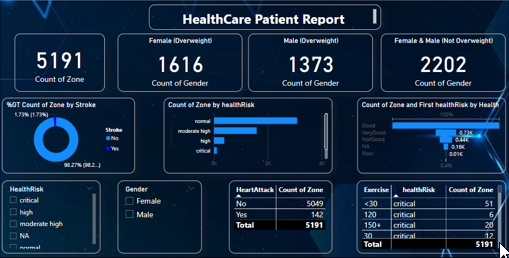 HealthCare Patient Report
5191
Count of Zone
Female (Overweight)
1616
Count of Gender
Male (Overweight)
1373
Count of Gender
Female & Male (Not Overweight)
2202
Count of Gender
%GT Count of Zone by Stroke
1.73% (1.73%)
Stroke
No
Yes
98.27% (98.2...)
Count of Zone by healthRisk
normal
moderate high
high
critical
0K 2K 4K
Count of Zone and First healthRisk by Health
100%
Good
VeryGood 0.73K
NotGood 0.44K
NA 0.16K
Poor 0.01K
0.4%
HealthRisk
critical
high
moderate high
NA
normal
Gender
Female
Male
HeartAttack Count of Zone
No 5049
Yes 142
Total 5191
Exercise healthRisk Count of Zone
<30 critical 51
120 critical 6
150+ critical 20
30 critical 12
Total 5191